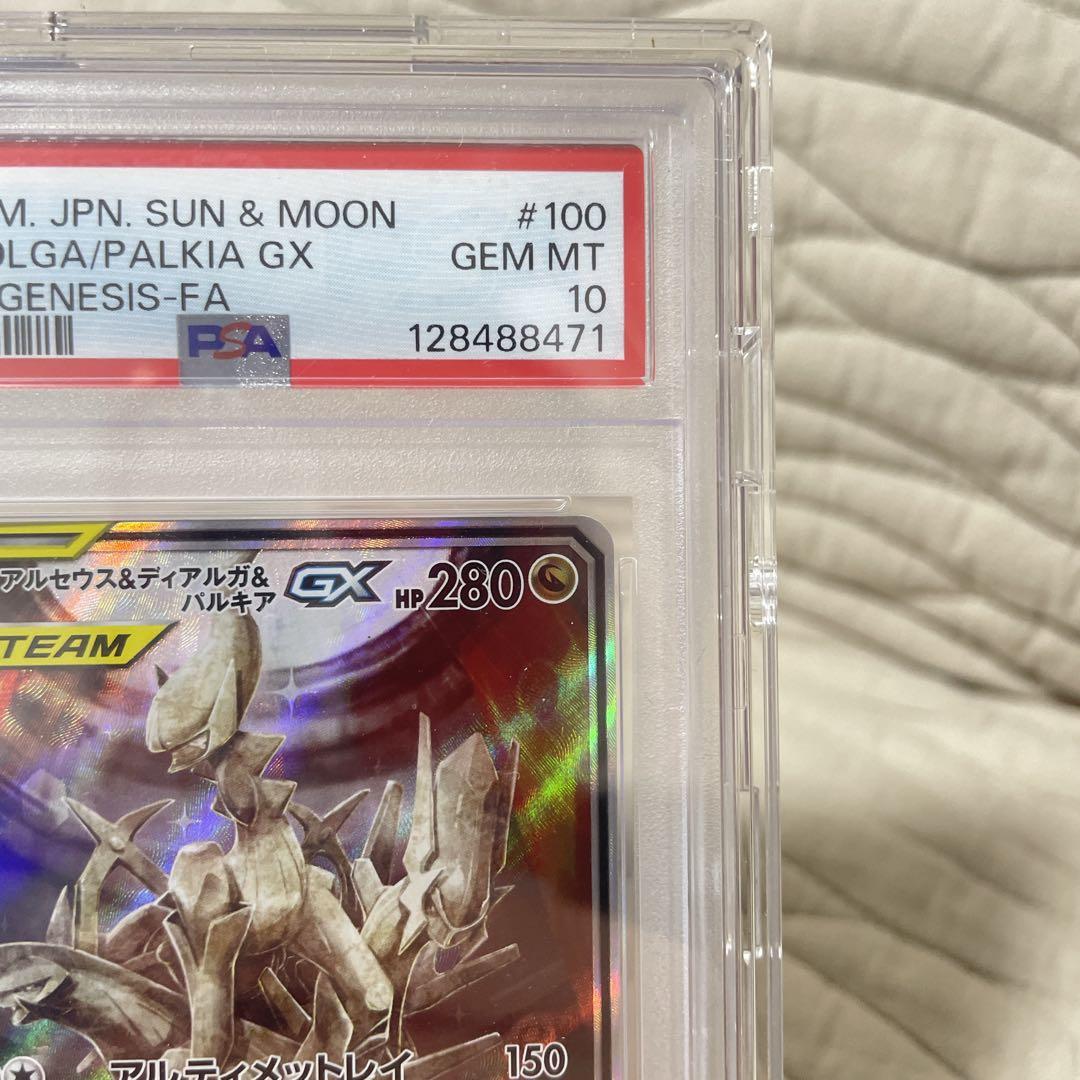 M. JPN. SUN & MOON #100
OLGA/PALKIA GX GEM MT
GENESIS-FA 10
PSA 128488471
アルセウス&ディアルガ&
パルキア GX HP 280
TEAM
アルティメットレイ 150